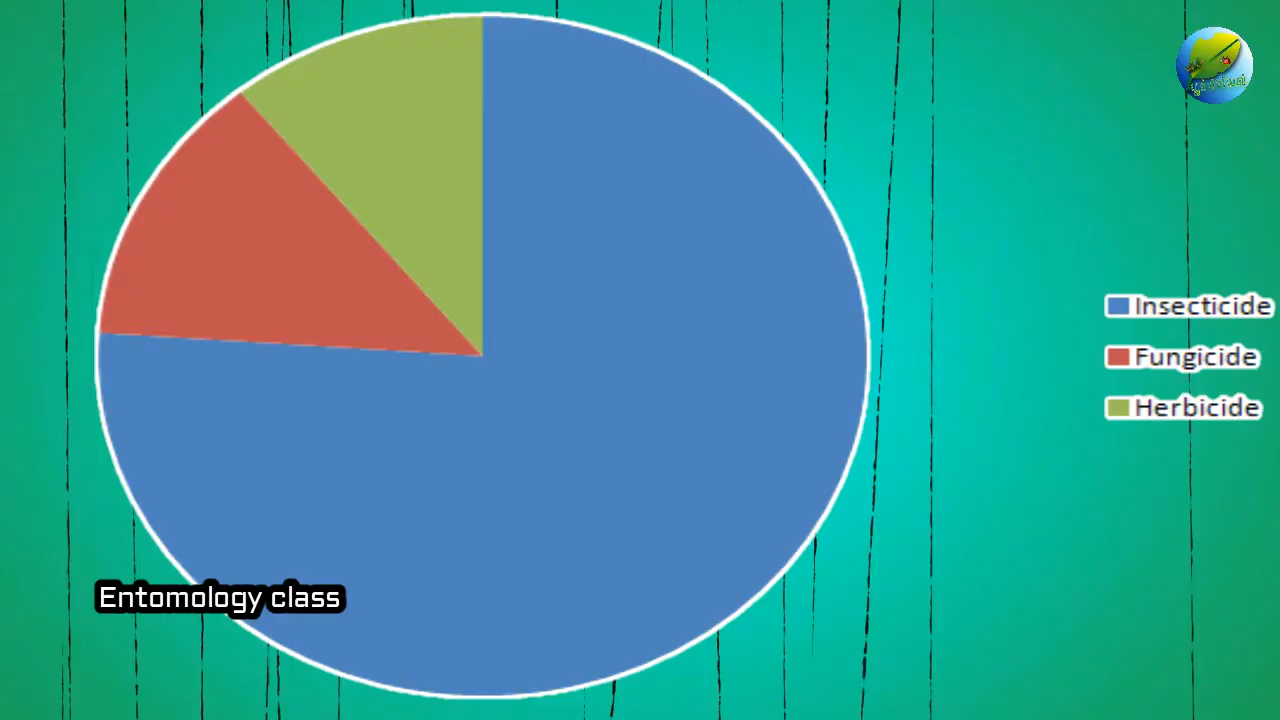 Insecticide
Fungicide
Herbicide
Entomology class